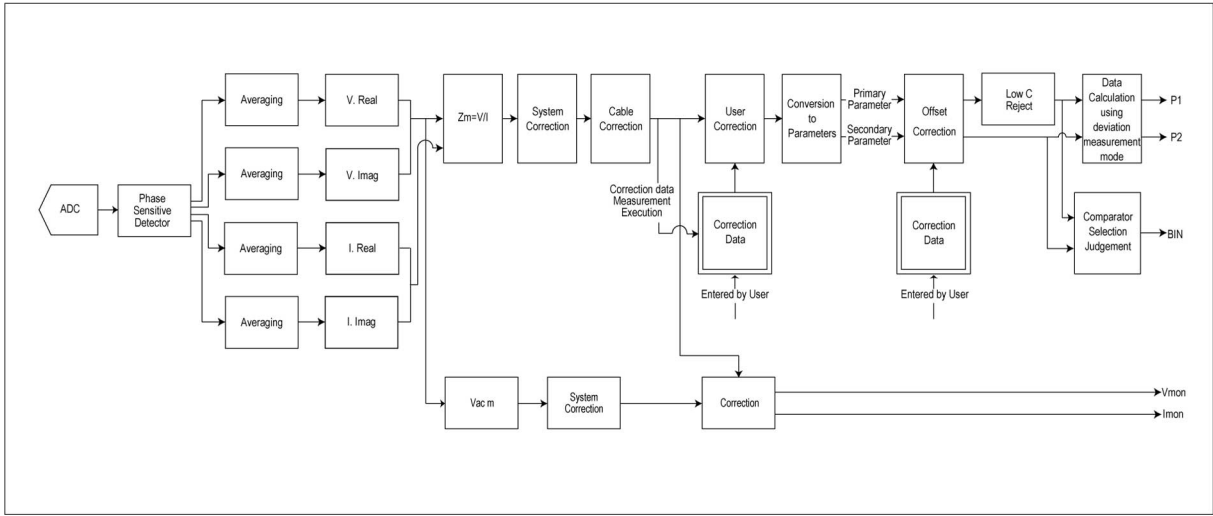 ADC
Phase
Sensitive
Detector
Averaging
V. Real
Averaging
V. Imag
Averaging
I. Real
Averaging
I. Imag
Zm=V/I
System
Correction
Cable
Correction
Correction data
Measurement
Execution
User
Correction
Correction
Data
Entered by User
Conversion
to
Parameters
Primary
Parameter
Secondary
Parameter
Offset
Correction
Correction
Data
Entered by User
Low C
Reject
Data
Calculation
using
deviation
measurement
mode
P1
P2
Comparator
Selection
Judgement
BIN
Vac m
System
Correction
Correction
Vmon
Imon